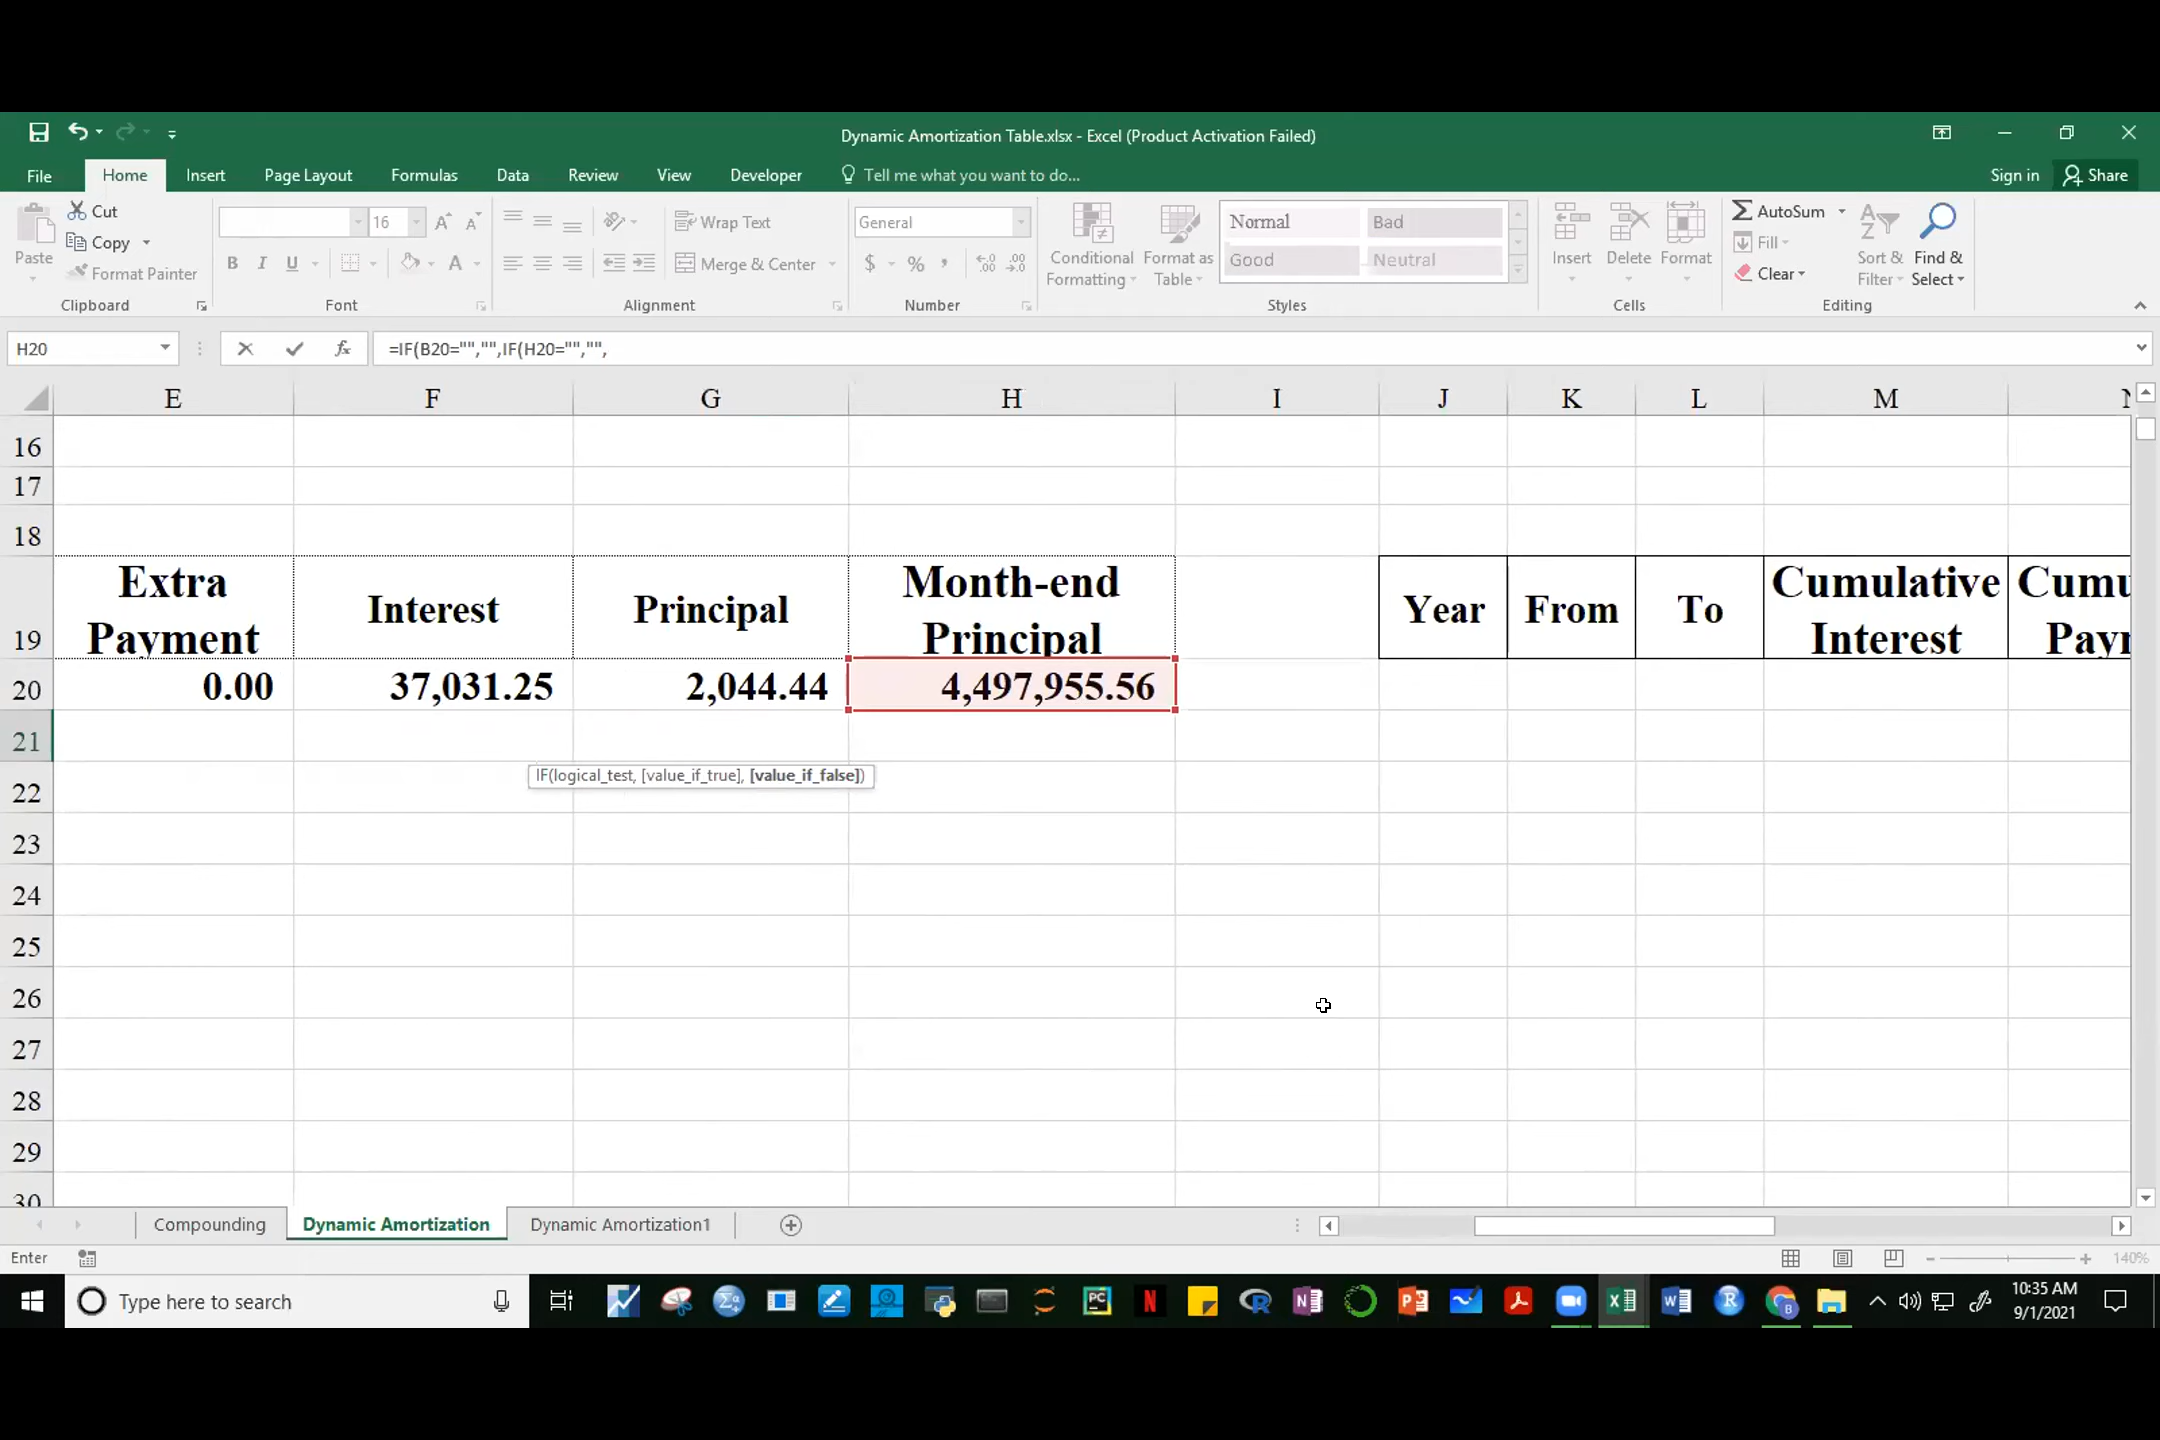 Dynamic Amortization Table.xlsx - Excel (Product Activation Failed)
File Home Insert Page Layout Formulas Data Review View Developer Tell me what you want to do... Sign in Share
Paste Cut Copy Format Painter Clipboard
16 B I U A Font
Wrap Text Merge & Center Alignment
General $ % , Number
Conditional Formatting Format as Table Normal Bad Good Neutral Styles
Insert Delete Format Cells
AutoSum Fill Clear Sort & Filter Find & Select Editing
H20 fx =IF(B20="","",IF(H20="","",
E F G H I J K L M
16
17
18
19 Extra Payment Interest Principal Month-end Principal Year From To Cumulative Interest
20 0.00 37,031.25 2,044.44 4,497,955.56
21
IF(logical_test, [value_if_true], [value_if_false])
22
23
24
25
26
27
28
29
30
Compounding Dynamic Amortization Dynamic Amortization1
Enter 140%
Type here to search
10:35 AM
9/1/2021